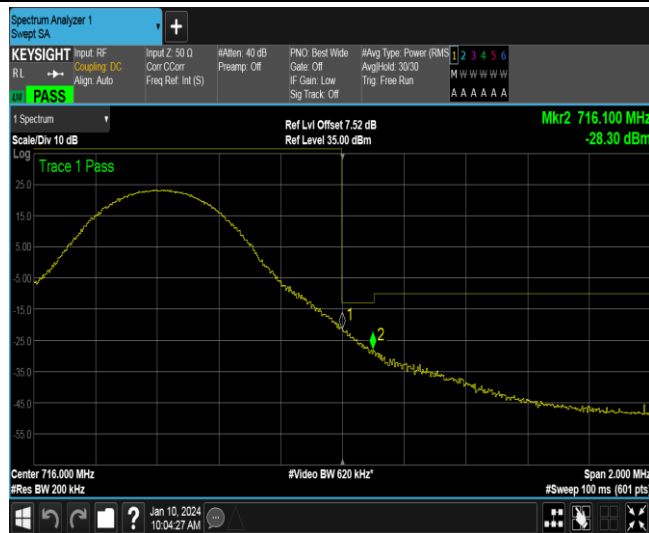 Spectrum Analyzer 1
Swept SA
+
KEYSIGHT
RL
LV PASS
Input: RF
Coupling: DC
Align: Auto
Input Z: 50 Ω
Corr CCorr
Freq Ref: Int (S)
#Atten: 40 dB
Preamp: Off
PNO: Best Wide
Gate: Off
IF Gain: Low
Sig Track: Off
#Avg Type: Power (RMS
Avg|Hold: 30/30
Trig: Free Run
1 2 3 4 5 6
M W W W W W
A A A A A A
1 Spectrum
Scale/Div 10 dB
Ref Lvl Offset 7.52 dB
Ref Level 35.00 dBm
Mkr2 716.100 MHz
-28.30 dBm
Log
Trace 1 Pass
25.0
15.0
5.00
-5.00
-15.0
-25.0
-35.0
-45.0
-55.0
1
2
Center 716.000 MHz
#Res BW 200 kHz
#Video BW 620 kHz*
Span 2.000 MHz
#Sweep 100 ms (601 pts)
?
Jan 10, 2024
10:04:27 AM